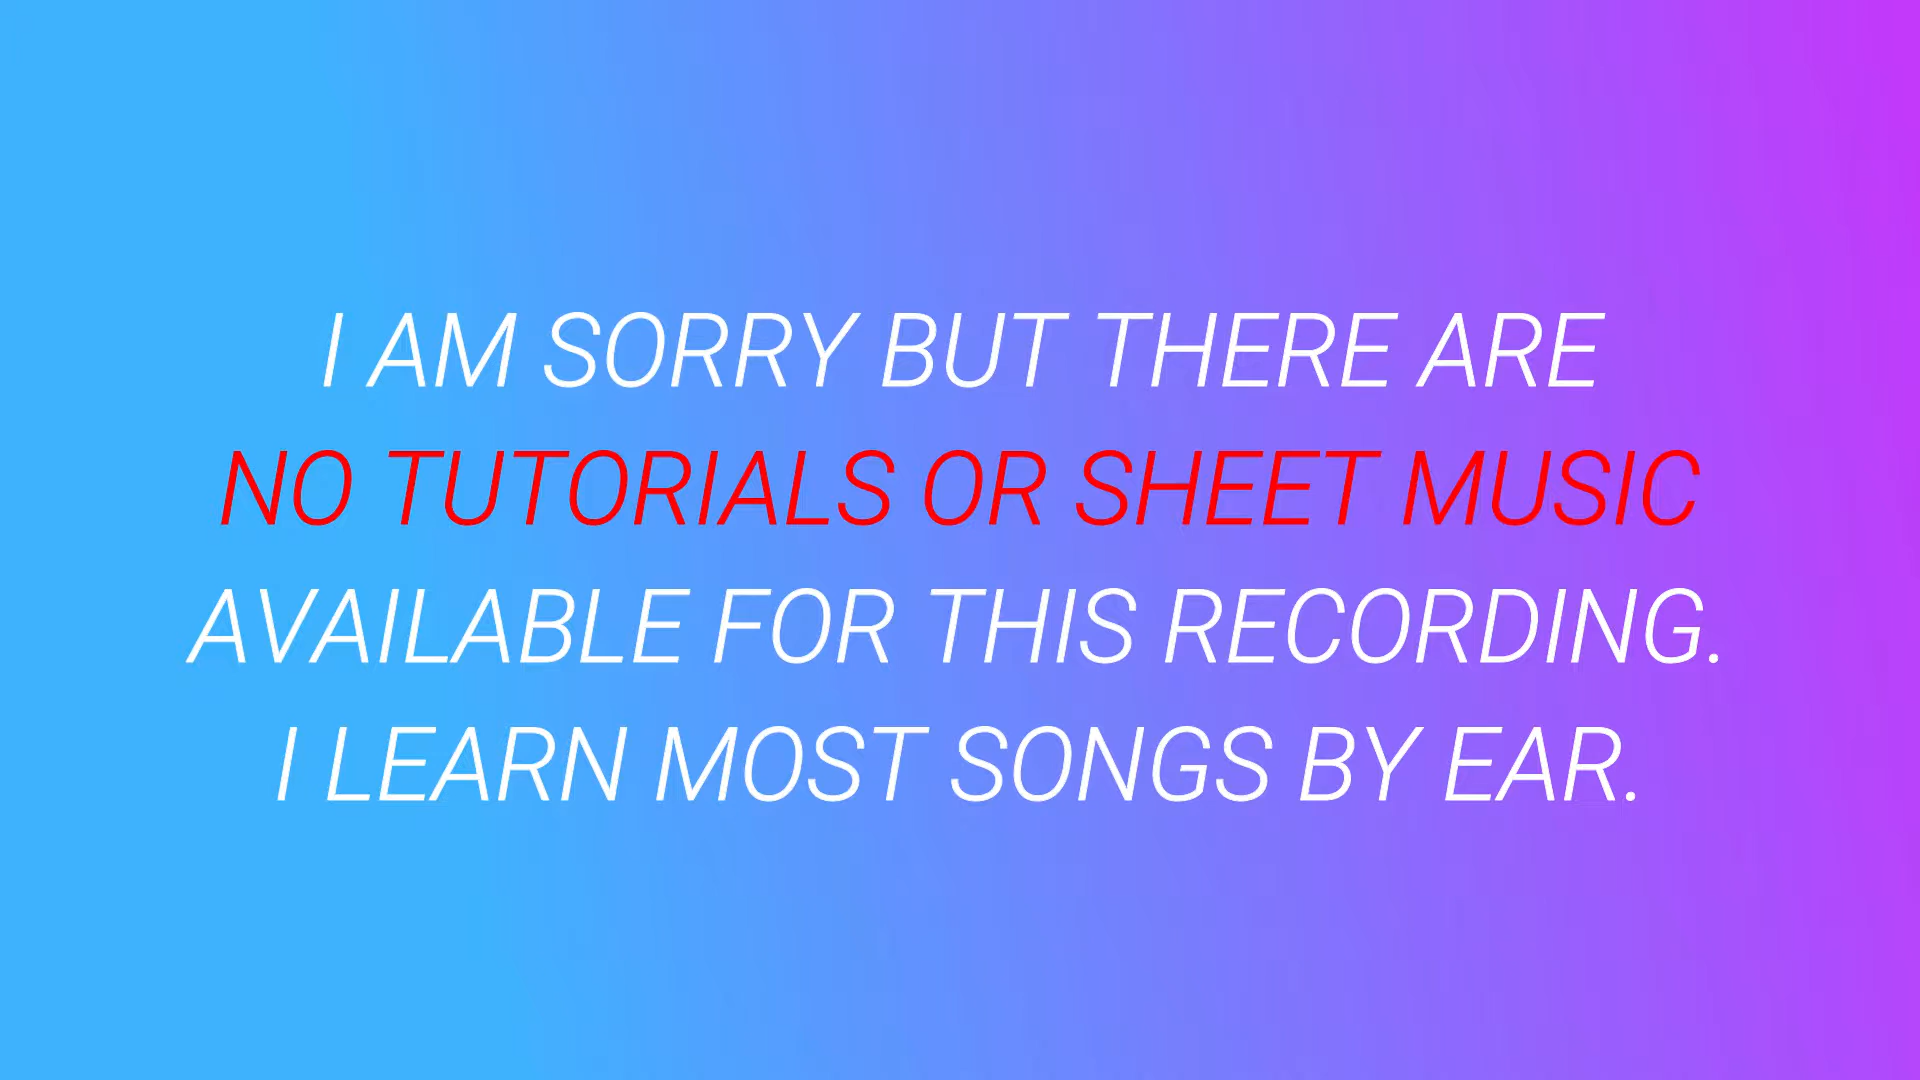 I AM SORRY BUT THERE ARE
NO TUTORIALS OR SHEET MUSIC
AVAILABLE FOR THIS RECORDING.
I LEARN MOST SONGS BY EAR.